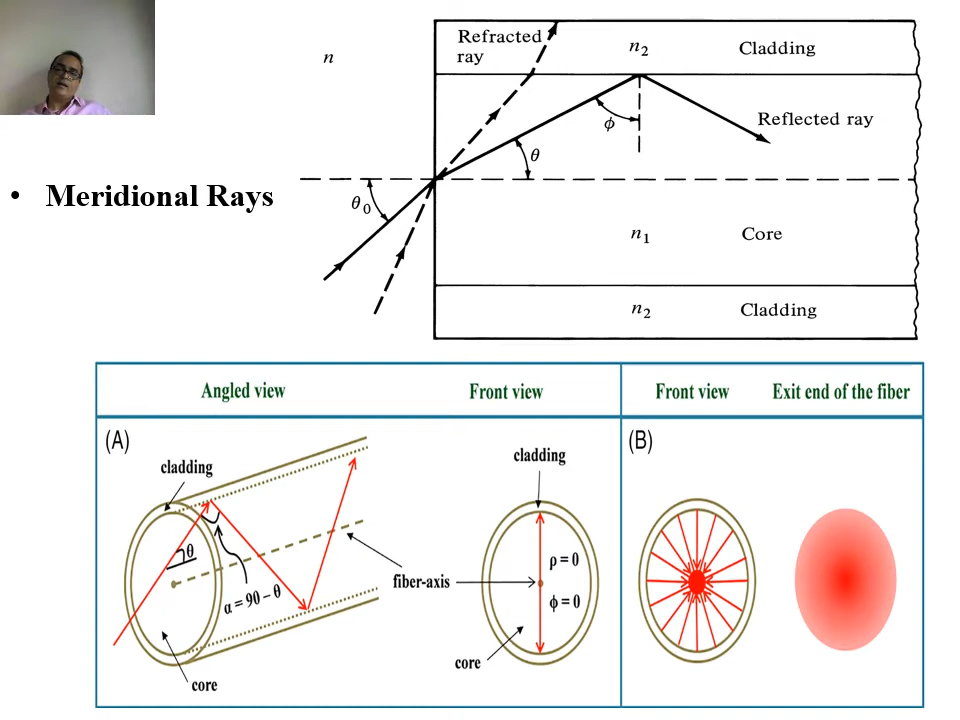 n
Refracted
ray
n2
Cladding
ϕ
Reflected ray
θ
• Meridional Rays
θ0
n1
Core
n2
Cladding
Angled view
Front view
Front view
Exit end of the fiber
(A)
cladding
cladding
(B)
θ
α = 90 – θ
fiber-axis
ρ = 0
ϕ = 0
core
core